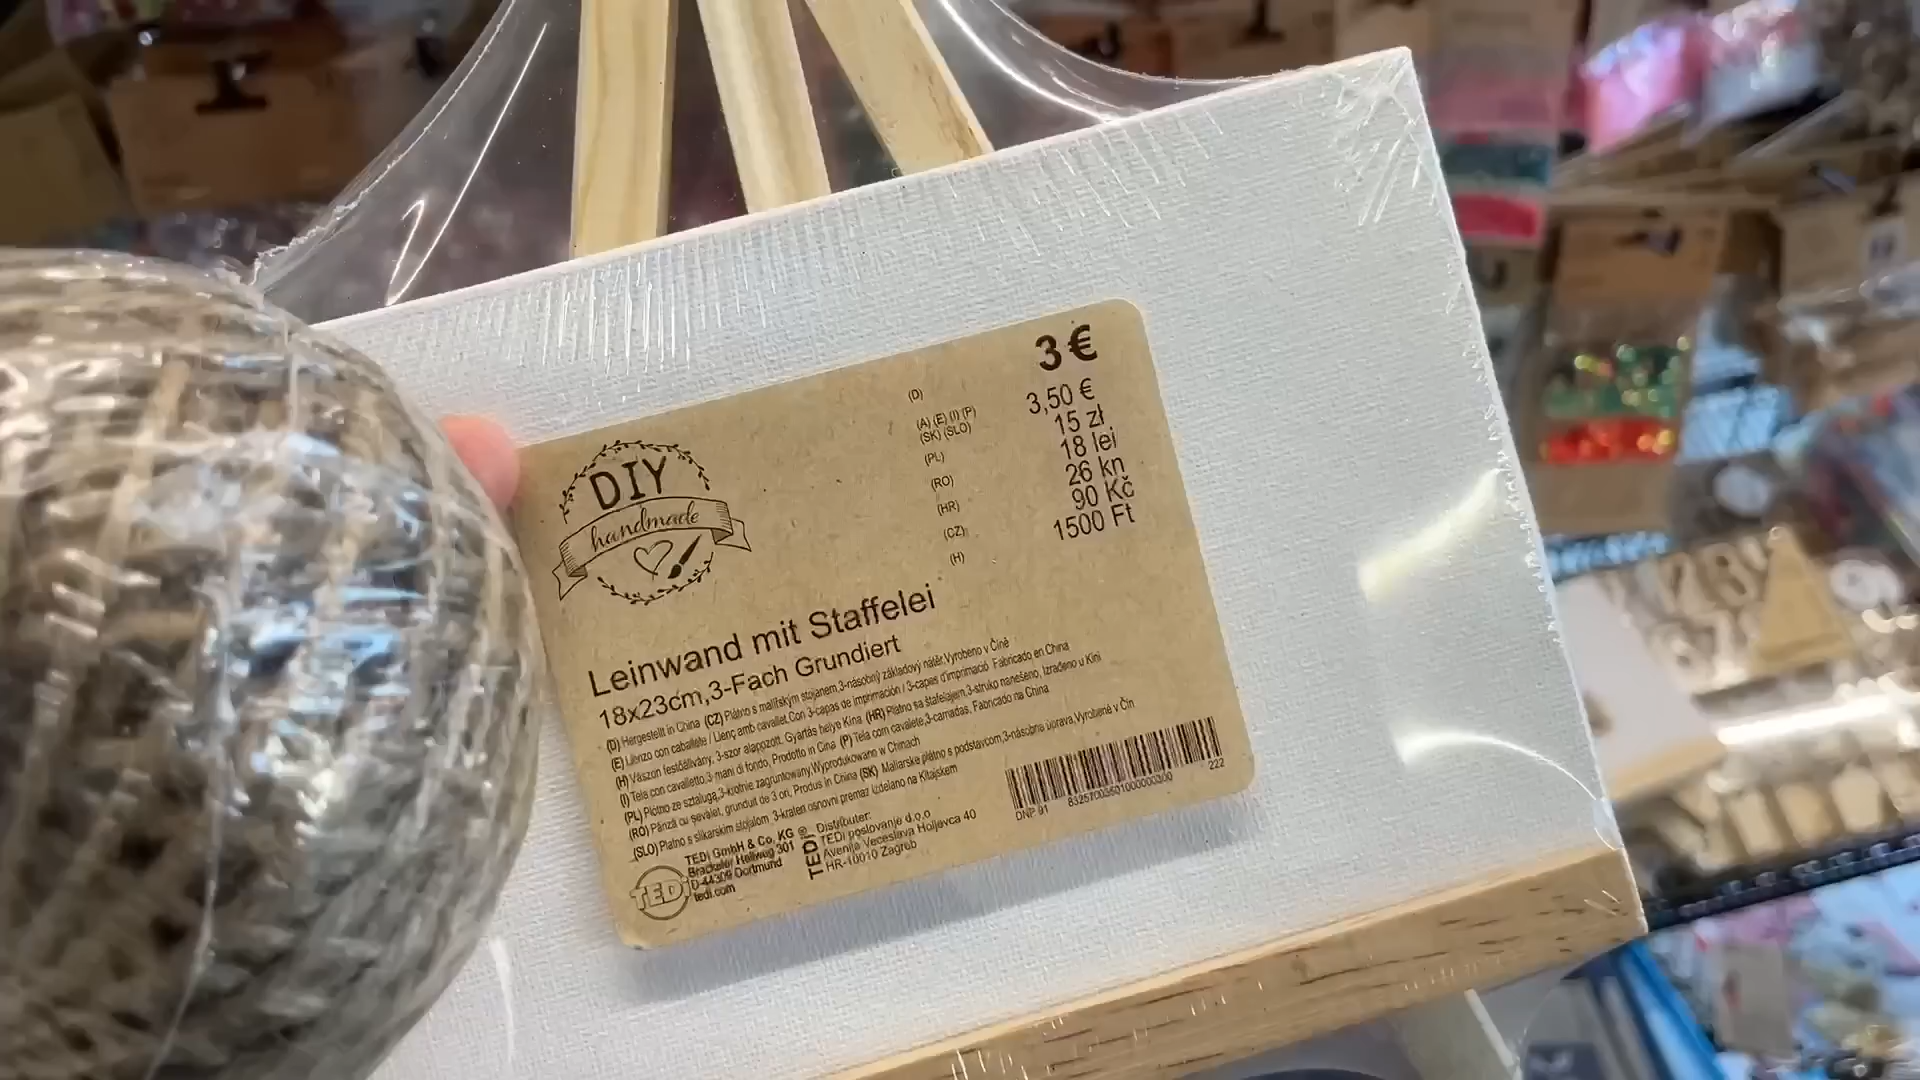 3 €
(D)
3,50 €
(A) (E) (I) (P)
(SK) (SLO)
15 zł
(PL)
18 lei
(RO)
26 kn
(HR)
90 Kč
(CZ)
1500 Ft
(H)
DIY
handmade
Leinwand mit Staffelei
18x23cm,3-Fach Grundiert
(D) Hergestellt in China (CZ) Plátno s malířským stojanem,3-násobný základový nátěr,Vyrobeno v Číně
(E) Lienzo con caballete / Llenç amb cavallet.Con 3-capas de imprimación / 3-capes d'imprimació Fabricado en China
(H) Vászon festőállvány, 3-szor alapozott. Gyártás helye Kína (HR) Platno sa štafelajem,3-struko nanešeno, Izrađeno u Kini
(I) Tela con cavalletto,3-mani di fondo, Prodotto in Cina (P) Tela com cavalete,3-camadas, Fabricado na China
(PL) Płótno ze sztalugą,3-krotnie zagruntowany,Wyprodukowano w Chinach
(RO) Pânză cu șevalet, grunduit de 3 ori, Produs în China (SK) Maliarske plátno s podstavcom,3-násobná úprava,Vyrobené v Čín
(SLO) Platno s slikarskim stojalom 3-kraten osnovni premaz Izdelano na Kitajskem
DNP 91
222
TEDi
TEDi GmbH & Co. KG
Brackeler Hellweg 301
D-44309 Dortmund
tedi.com
TEDi
Distributer:
TEDi poslovanje d.o.o
Avenija Veceslava Holjevca 40
HR-10010 Zagreb